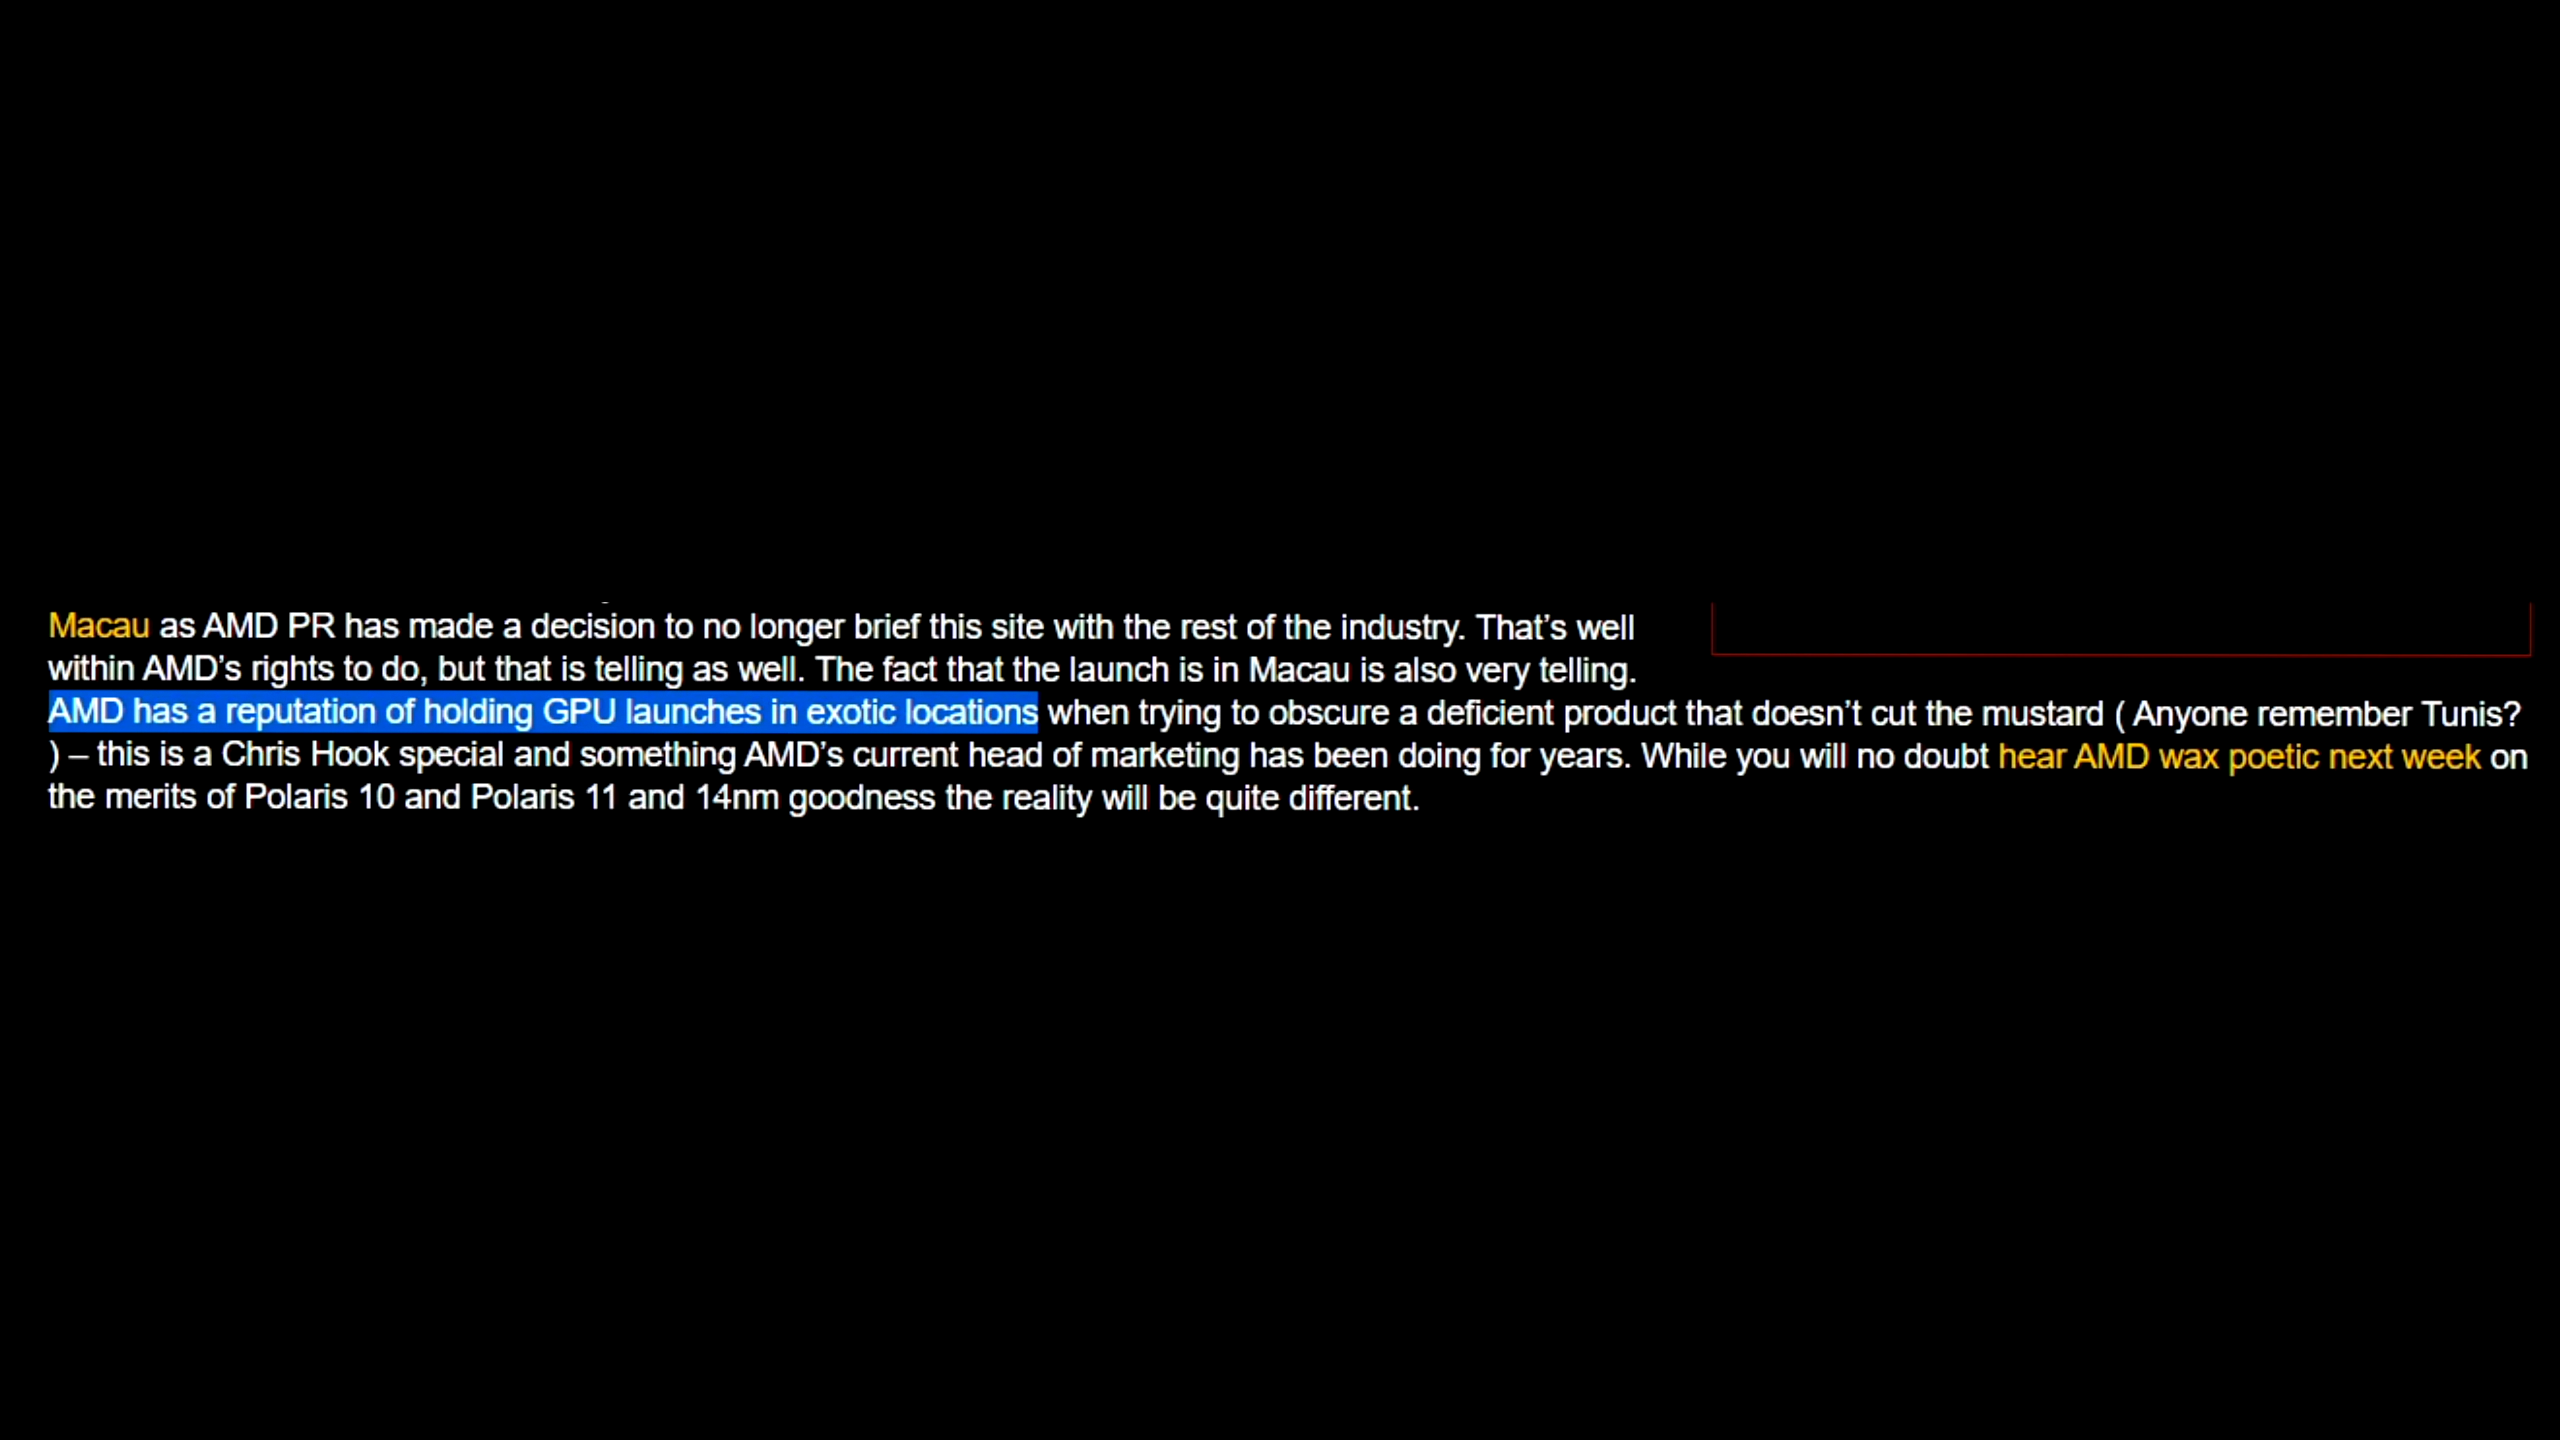 Macau as AMD PR has made a decision to no longer brief this site with the rest of the industry. That’s well
within AMD’s rights to do, but that is telling as well. The fact that the launch is in Macau is also very telling.
AMD has a reputation of holding GPU launches in exotic locations when trying to obscure a deficient product that doesn’t cut the mustard ( Anyone remember Tunis?
) – this is a Chris Hook special and something AMD’s current head of marketing has been doing for years. While you will no doubt hear AMD wax poetic next week on
the merits of Polaris 10 and Polaris 11 and 14nm goodness the reality will be quite different.